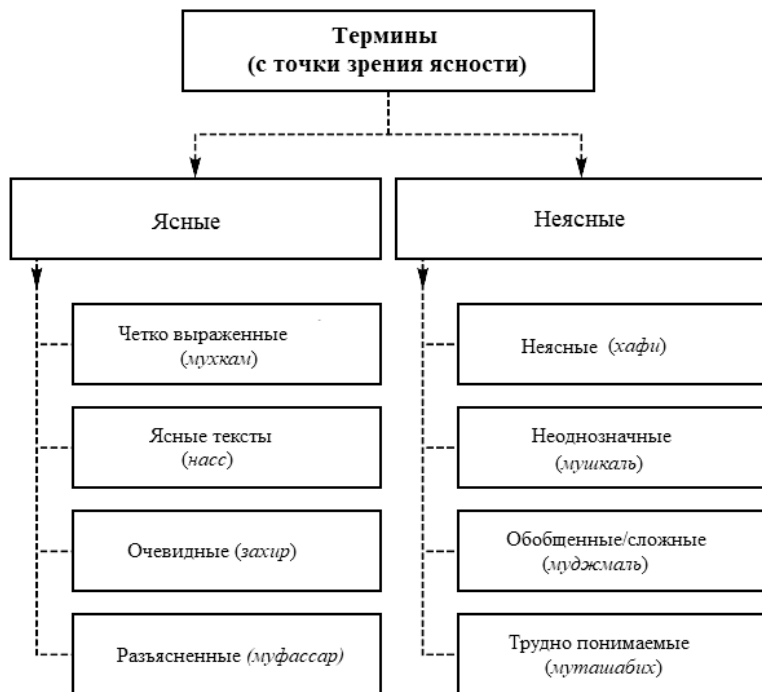 Термины
(с точки зрения ясности)
Ясные
Неясные
Четко выраженные
(мухкам)
Ясные тексты
(насс)
Очевидные (захир)
Разъясненные (муфассар)
Неясные (хафи)
Неоднозначные
(мушкаль)
Обобщенные/сложные
(муджмаль)
Трудно понимаемые
(муташабих)